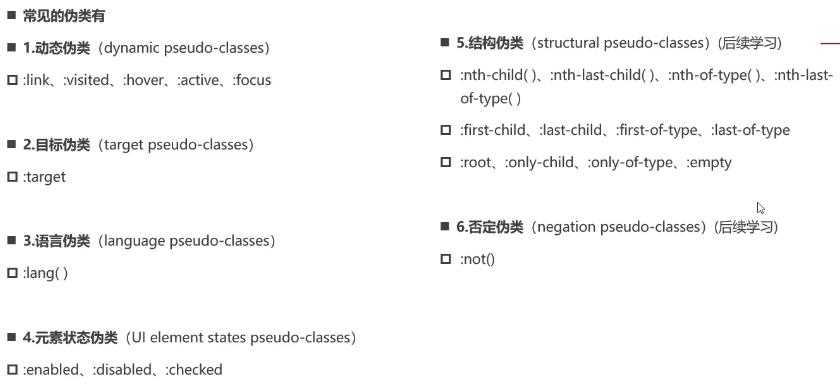 常见的伪类有
1.动态伪类（dynamic pseudo-classes）
:link、:visited、:hover、:active、:focus
2.目标伪类（target pseudo-classes）
:target
3.语言伪类（language pseudo-classes）
:lang( )
4.元素状态伪类（UI element states pseudo-classes）
:enabled、:disabled、:checked
5.结构伪类（structural pseudo-classes）(后续学习)
:nth-child( )、:nth-last-child( )、:nth-of-type( )、:nth-last-
of-type( )
:first-child、:last-child、:first-of-type、:last-of-type
:root、:only-child、:only-of-type、:empty
6.否定伪类（negation pseudo-classes）(后续学习)
:not()